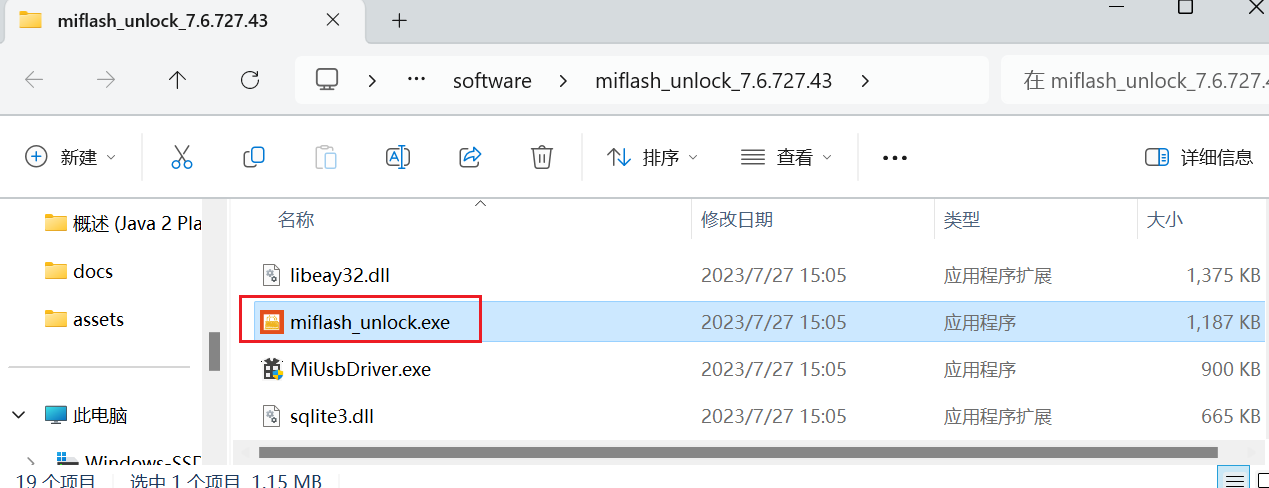 miflash_unlock_7.6.727.43
software miflash_unlock_7.6.727.43 在 miflash_unlock_7.6.727.
新建 排序 查看 详细信息
名称 修改日期 类型 大小
概述 (Java 2 Pla
docs
assets
此电脑
Windows-SSD
libeay32.dll 2023/7/27 15:05 应用程序扩展 1,375 KB
miflash_unlock.exe 2023/7/27 15:05 应用程序 1,187 KB
MiUsbDriver.exe 2023/7/27 15:05 应用程序 900 KB
sqlite3.dll 2023/7/27 15:05 应用程序扩展 665 KB
19 个项目 选中 1 个项目 1.15 MB